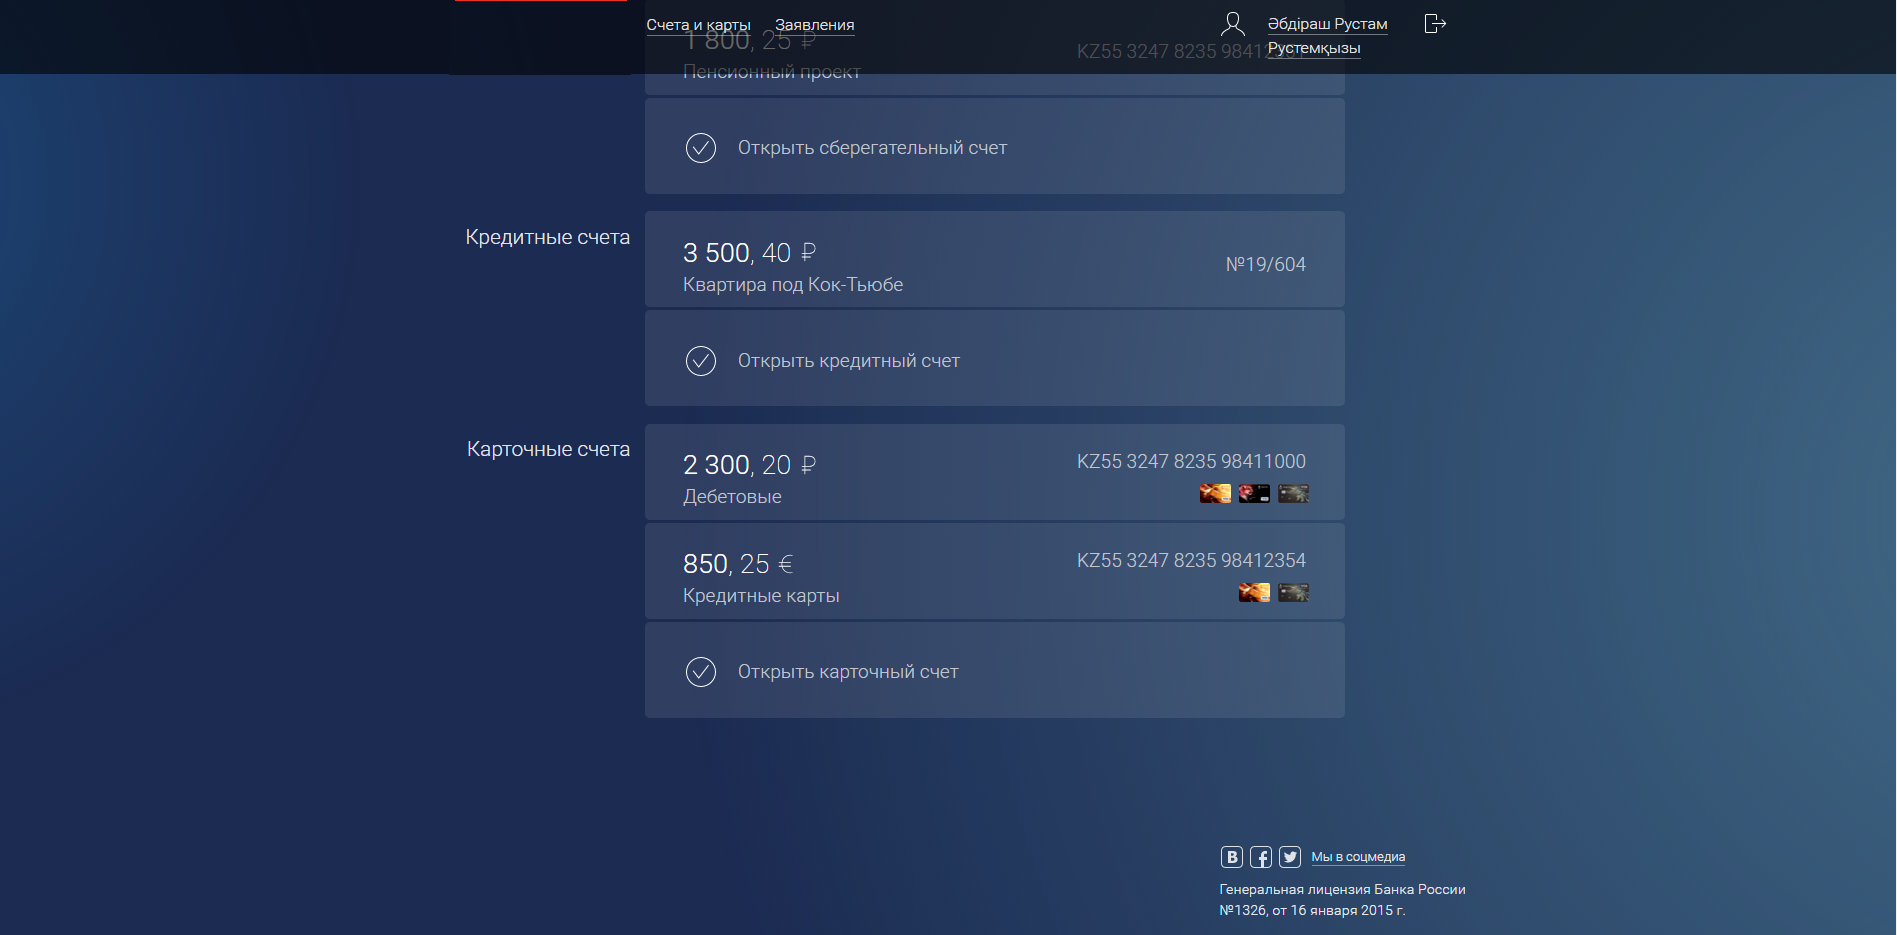 Счета и карты Заявления
Әбдіраш Рустам
Рустемқызы
1 800, 25 ₽
Пенсионный проект
KZ55 3247 8235 9841
Открыть сберегательный счет
Кредитные счета
3 500, 40 ₽
Квартира под Кок-Тьюбе
№19/604
Открыть кредитный счет
Карточные счета
2 300, 20 ₽
Дебетовые
KZ55 3247 8235 98411000
850, 25 €
Кредитные карты
KZ55 3247 8235 98412354
Открыть карточный счет
Мы в соцмедиа
Генеральная лицензия Банка России
№1326, от 16 января 2015 г.